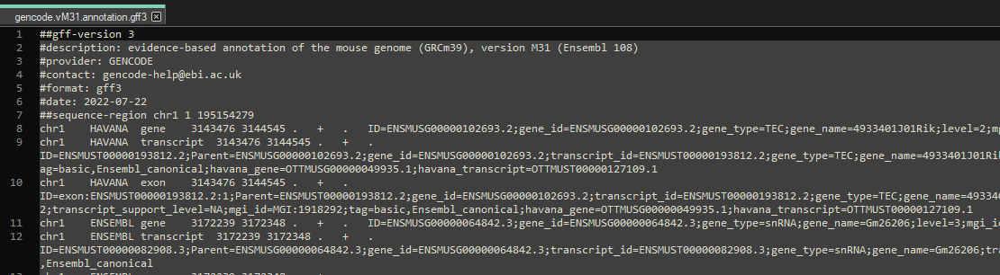 gencode.vM31.annotation.gff3
1 ##gff-version 3
2 #description: evidence-based annotation of the mouse genome (GRCm39), version M31 (Ensembl 108)
3 #provider: GENCODE
4 #contact: gencode-help@ebi.ac.uk
5 #format: gff3
6 #date: 2022-07-22
7 ##sequence-region chr1 1 195154279
8 chr1 HAVANA gene 3143476 3144545 . + . ID=ENSMUSG00000102693.2;gene_id=ENSMUSG00000102693.2;gene_type=TEC;gene_name=4933401J01Rik;level=2;mg
9 chr1 HAVANA transcript 3143476 3144545 . + .
ID=ENSMUST00000193812.2;Parent=ENSMUSG00000102693.2;gene_id=ENSMUSG00000102693.2;transcript_id=ENSMUST00000193812.2;gene_type=TEC;gene_name=4933401J01Rik
ag=basic,Ensembl_canonical;havana_gene=OTTMUSG00000049935.1;havana_transcript=OTTMUST00000127109.1
10 chr1 HAVANA exon 3143476 3144545 . + .
ID=exon:ENSMUST00000193812.2:1;Parent=ENSMUST00000193812.2;gene_id=ENSMUSG00000102693.2;transcript_id=ENSMUST00000193812.2;gene_type=TEC;gene_name=49334
2;transcript_support_level=NA;mgi_id=MGI:1918292;tag=basic,Ensembl_canonical;havana_gene=OTTMUSG00000049935.1;havana_transcript=OTTMUST00000127109.1
11 chr1 ENSEMBL gene 3172239 3172348 . + . ID=ENSMUSG00000064842.3;gene_id=ENSMUSG00000064842.3;gene_type=snRNA;gene_name=Gm26206;level=3;mgi_i
12 chr1 ENSEMBL transcript 3172239 3172348 . + .
ID=ENSMUST00000082908.3;Parent=ENSMUSG00000064842.3;gene_id=ENSMUSG00000064842.3;transcript_id=ENSMUST00000082908.3;gene_type=snRNA;gene_name=Gm26206;tr
,Ensembl_canonical